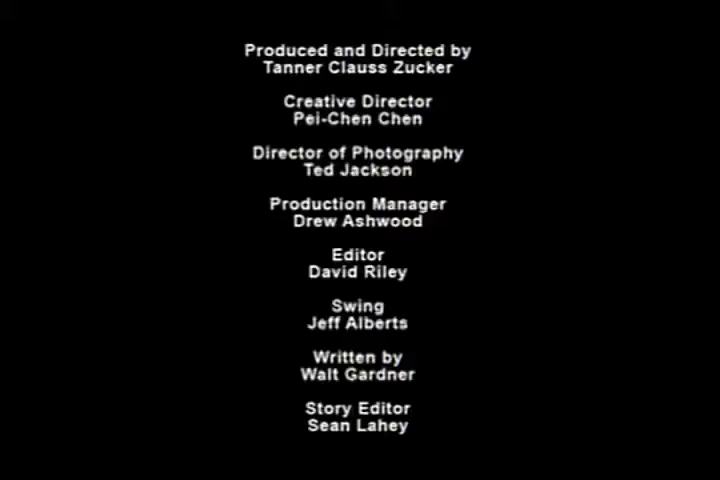 Produced and Directed by
Tanner Clauss Zucker
Creative Director
Pei-Chen Chen
Director of Photography
Ted Jackson
Production Manager
Drew Ashwood
Editor
David Riley
Swing
Jeff Alberts
Written by
Walt Gardner
Story Editor
Sean Lahey